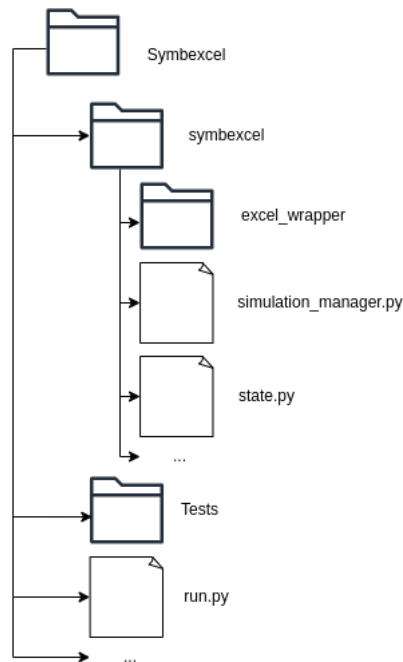 Symbexcel
symbexcel
excel_wrapper
simulation_manager.py
state.py
...
Tests
run.py
...